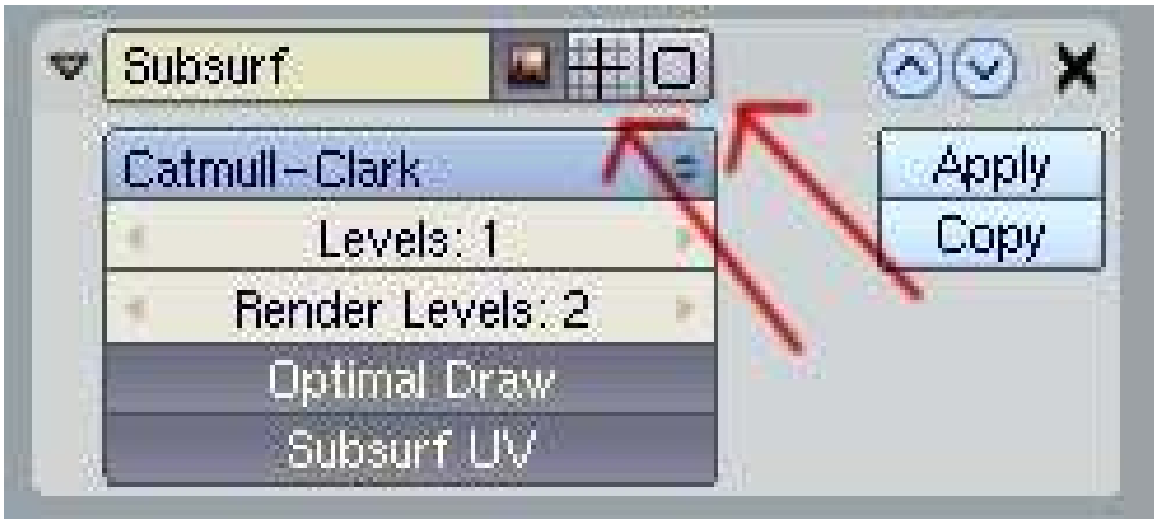 Subsurf
Catmull-Clark
Apply
Levels: 1
Copy
Render Levels: 2
Optimal Draw
Subsurf UV